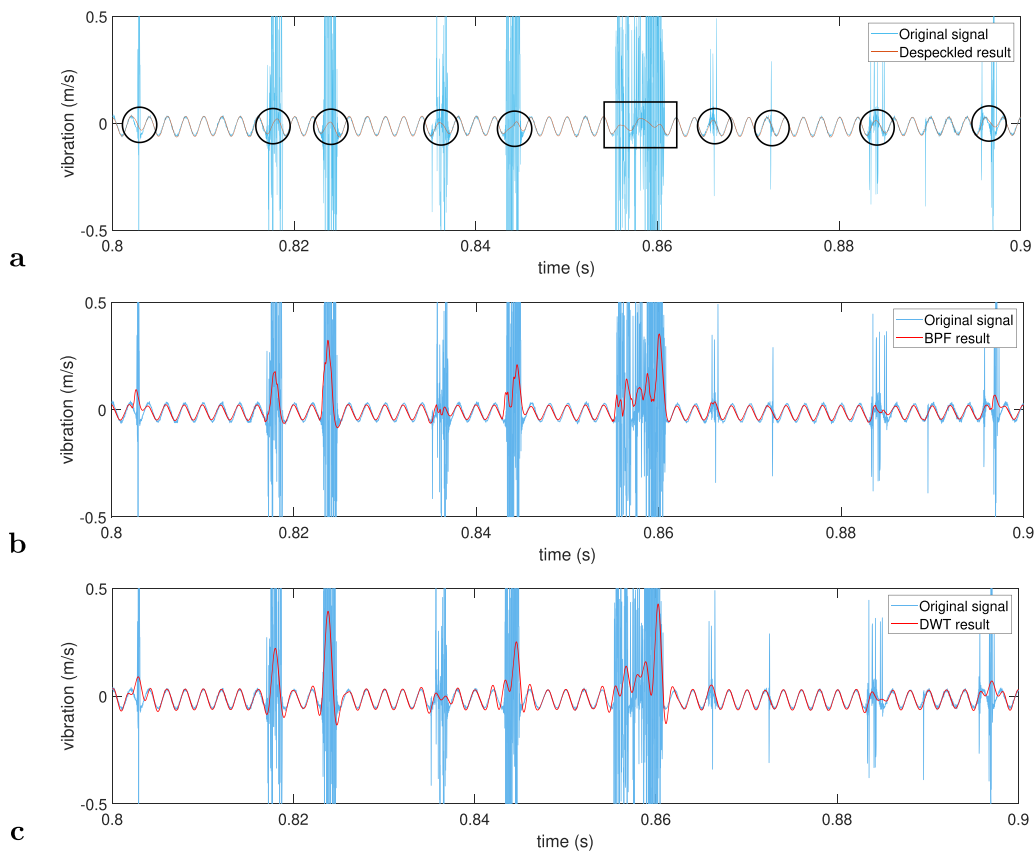 0.5
Original signal
Despeckled result
vibration (m/s)
0
-0.5
0.8
0.82
0.84
0.86
0.88
0.9
time (s)
a
0.5
Original signal
BPF result
vibration (m/s)
0
-0.5
0.8
0.82
0.84
0.86
0.88
0.9
time (s)
b
0.5
Original signal
DWT result
vibration (m/s)
0
-0.5
0.8
0.82
0.84
0.86
0.88
0.9
time (s)
c